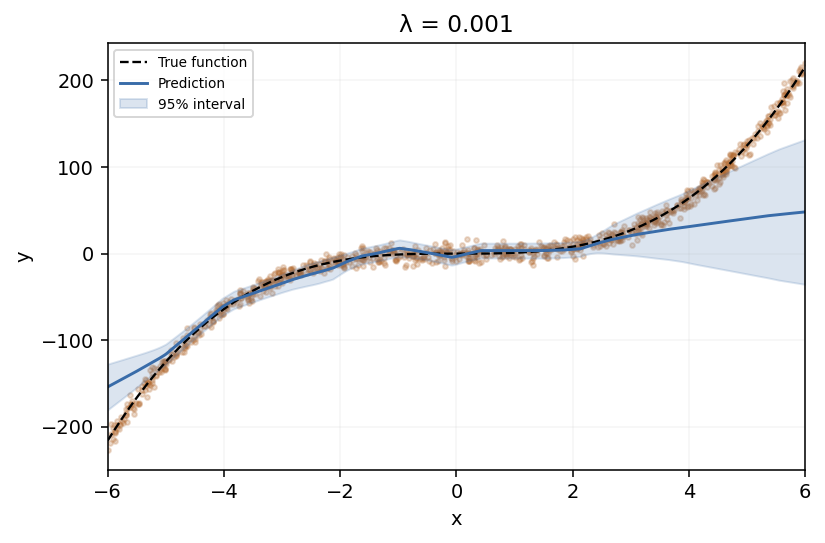 λ = 0.001
True function
Prediction
95% interval
y
200
100
0
−100
−200
−6
−4
−2
0
2
4
6
x